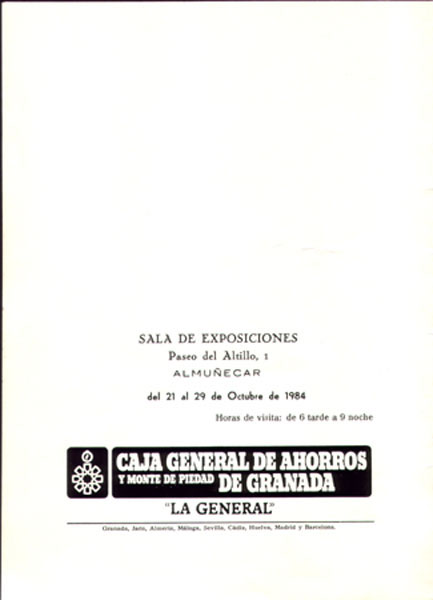 SALA DE EXPOSICIONES
Paseo del Altillo, 1
ALMUÑECAR
del 21 al 29 de Octubre de 1984
Horas de visita: de 6 tarde a 9 noche
CAJA GENERAL DE AHORROS
Y MONTE DE PIEDAD DE GRANADA
"LA GENERAL"
Granada, Jaén, Almería, Málaga, Sevilla, Cádiz, Huelva, Madrid y Barcelona.